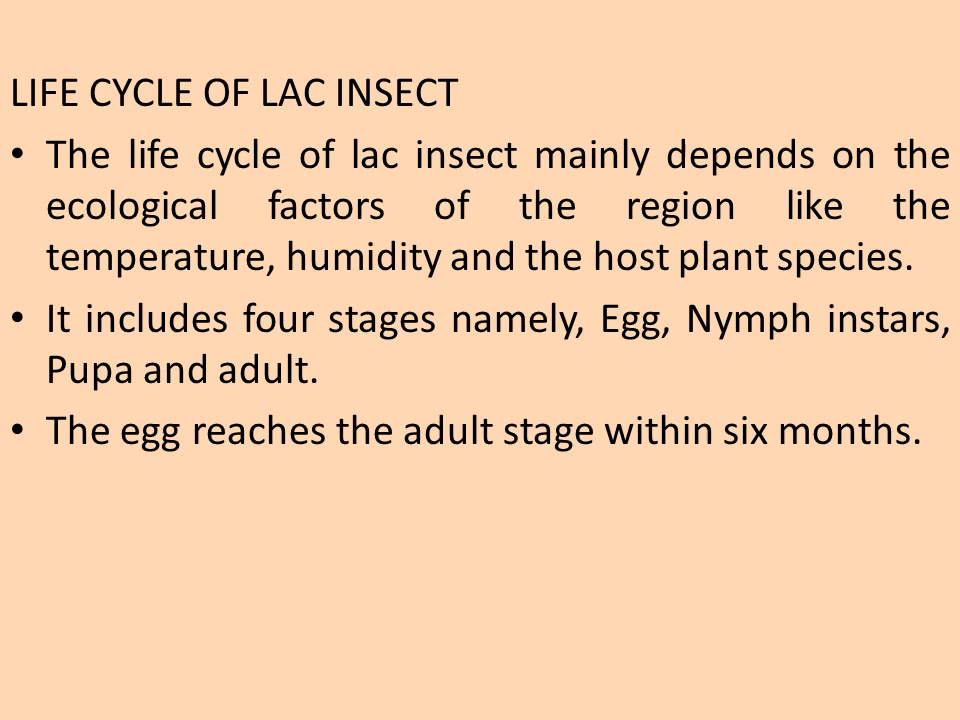 LIFE CYCLE OF LAC INSECT
• The life cycle of lac insect mainly depends on the
ecological factors of the region like the
temperature, humidity and the host plant species.
• It includes four stages namely, Egg, Nymph instars,
Pupa and adult.
• The egg reaches the adult stage within six months.